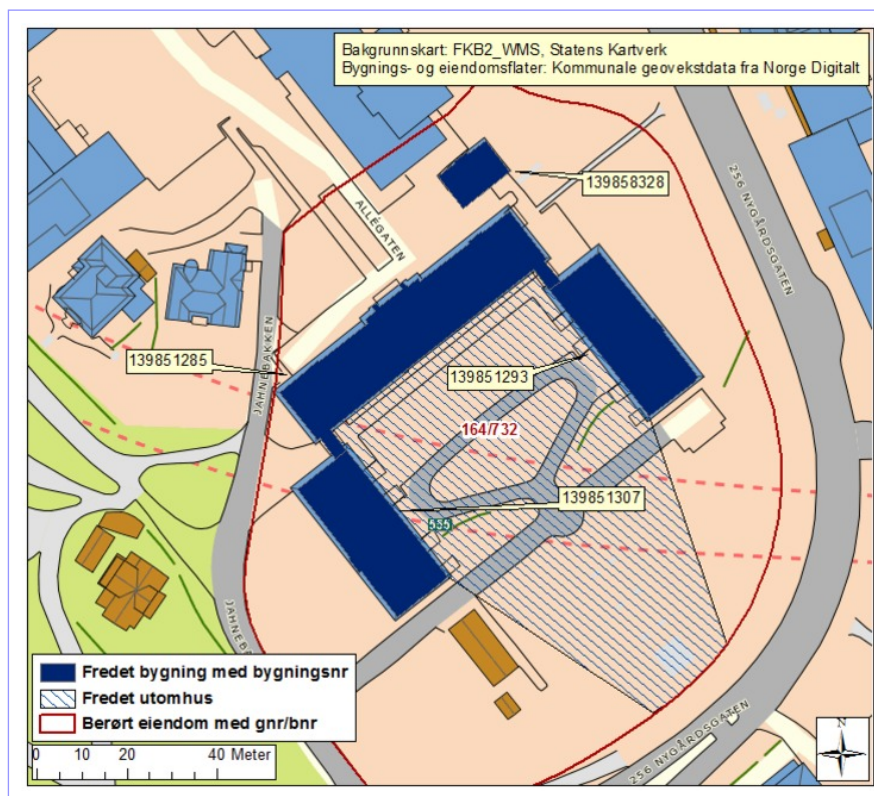 Bakgrunnskart: FKB2_WMS, Statens Kartverk
Bygnings- og eiendomsflater: Kommunale geovekstdata fra Norge Digitalt
139858328
ALLÉGATEN
256 NYGÅRDSGATEN
JAHNEBAKKEN
139851285
139851293
164/732
139851307
555
JAHNEBA
256 NYGÅRDSGATEN
Fredet bygning med bygningsnr
Fredet utomhus
Berørt eiendom med gnr/bnr
0 10 20 40 Meter
N